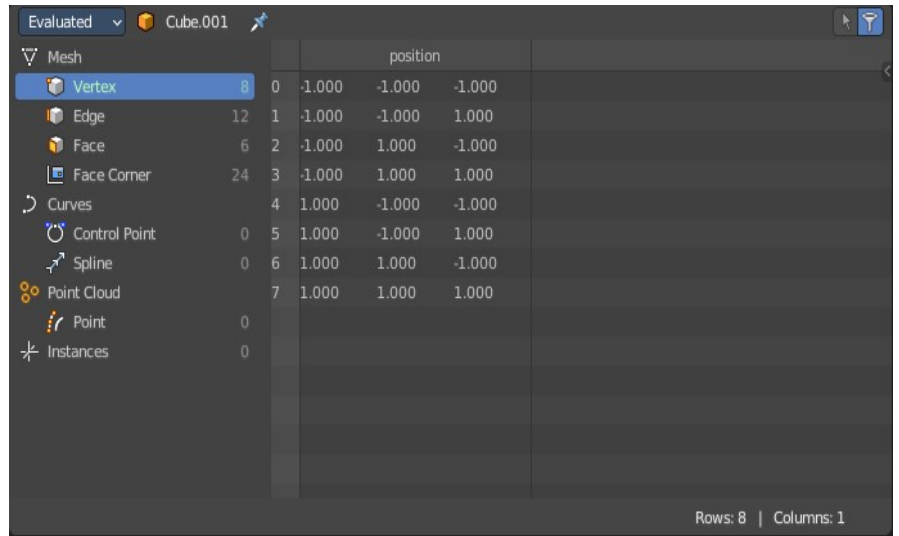 Evaluated Cube.001
Mesh position
Vertex 8 0 -1.000 -1.000 -1.000
Edge 12 1 -1.000 -1.000 1.000
Face 6 2 -1.000 1.000 -1.000
Face Corner 24 3 -1.000 1.000 1.000
Curves 4 1.000 -1.000 -1.000
Control Point 0 5 1.000 -1.000 1.000
Spline 0 6 1.000 1.000 -1.000
Point Cloud 7 1.000 1.000 1.000
Point 0
Instances 0
Rows: 8 | Columns: 1